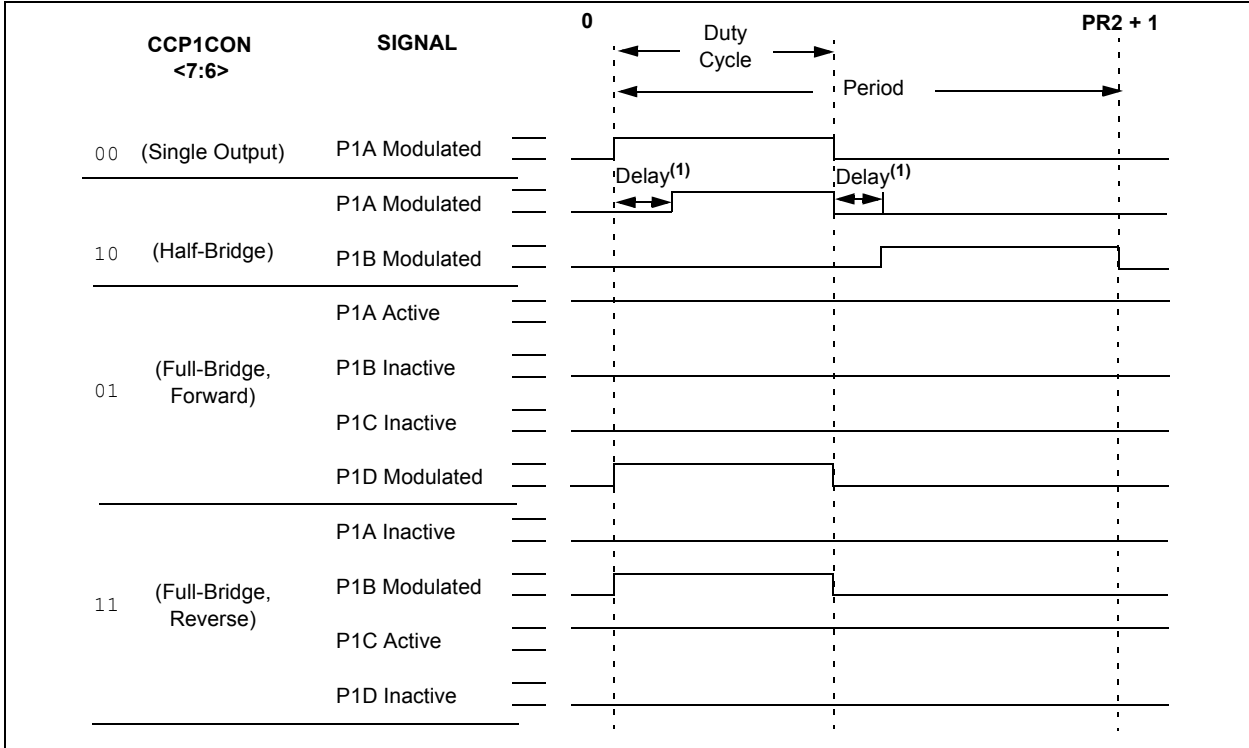 0
PR2 + 1
CCP1CON
<7:6>
SIGNAL
Duty
Cycle
Period
00
(Single Output)
P1A Modulated
Delay(1)
Delay(1)
P1A Modulated
10
(Half-Bridge)
P1B Modulated
P1A Active
01
(Full-Bridge,
Forward)
P1B Inactive
P1C Inactive
P1D Modulated
P1A Inactive
11
(Full-Bridge,
Reverse)
P1B Modulated
P1C Active
P1D Inactive